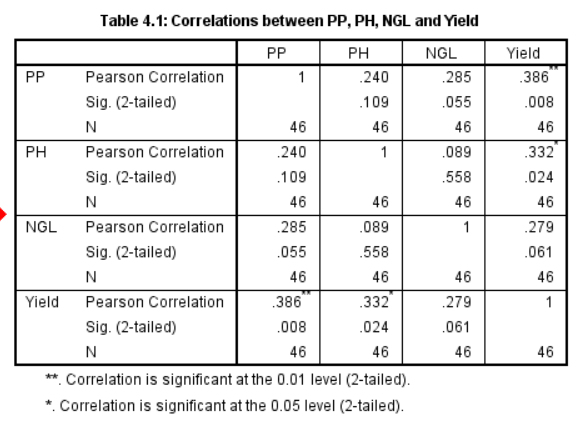 Table 4.1: Correlations between PP, PH, NGL and Yield
PP PH NGL Yield
PP Pearson Correlation 1 .240 .285 .386**
Sig. (2-tailed) .109 .055 .008
N 46 46 46 46
PH Pearson Correlation .240 1 .089 .332*
Sig. (2-tailed) .109 .558 .024
N 46 46 46 46
NGL Pearson Correlation .285 .089 1 .279
Sig. (2-tailed) .055 .558 .061
N 46 46 46 46
Yield Pearson Correlation .386** .332* .279 1
Sig. (2-tailed) .008 .024 .061
N 46 46 46 46
**. Correlation is significant at the 0.01 level (2-tailed).
*. Correlation is significant at the 0.05 level (2-tailed).